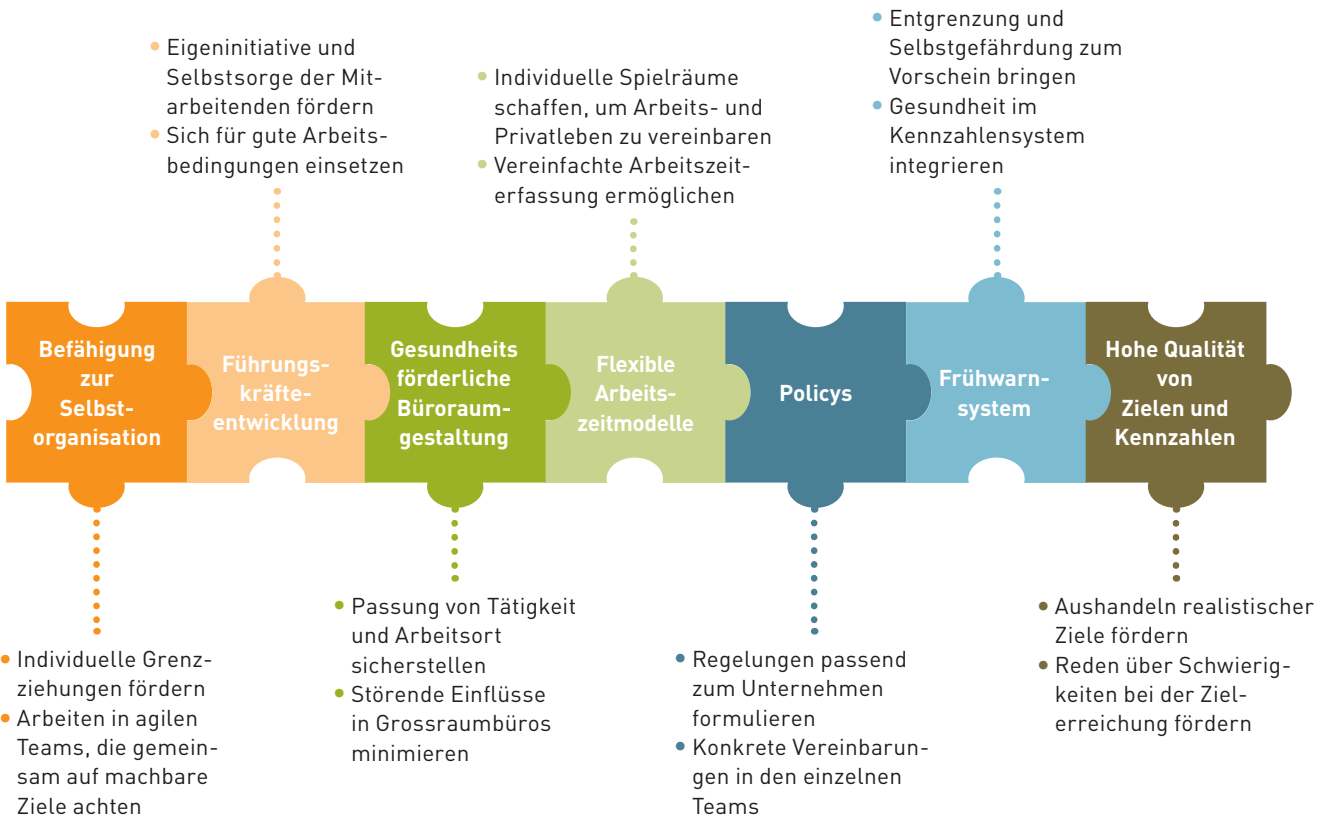 • Eigeninitiative und
Selbstsorge der Mit-
arbeitenden fördern
• Sich für gute Arbeits-
bedingungen einsetzen
• Individuelle Spielräume
schaffen, um Arbeits- und
Privatleben zu vereinbaren
• Vereinfachte Arbeitszeit-
erfassung ermöglichen
• Entgrenzung und
Selbstgefährdung zum
Vorschein bringen
• Gesundheit im
Kennzahlensystem
integrieren
Befähigung
zur
Selbst-
organisation
Führungs-
kräfte-
entwicklung
Gesundheits
förderliche
Büroraum-
gestaltung
Flexible
Arbeits-
zeitmodelle
Policys
Frühwarn-
system
Hohe Qualität
von
Zielen und
Kennzahlen
• Individuelle Grenz-
ziehungen fördern
• Arbeiten in agilen
Teams, die gemein-
sam auf machbare
Ziele achten
• Passung von Tätigkeit
und Arbeitsort
sicherstellen
• Störende Einflüsse
in Grossraumbüros
minimieren
• Regelungen passend
zum Unternehmen
formulieren
• Konkrete Vereinbarun-
gen in den einzelnen
Teams
• Aushandeln realistischer
Ziele fördern
• Reden über Schwierig-
keiten bei der Ziel-
erreichung fördern